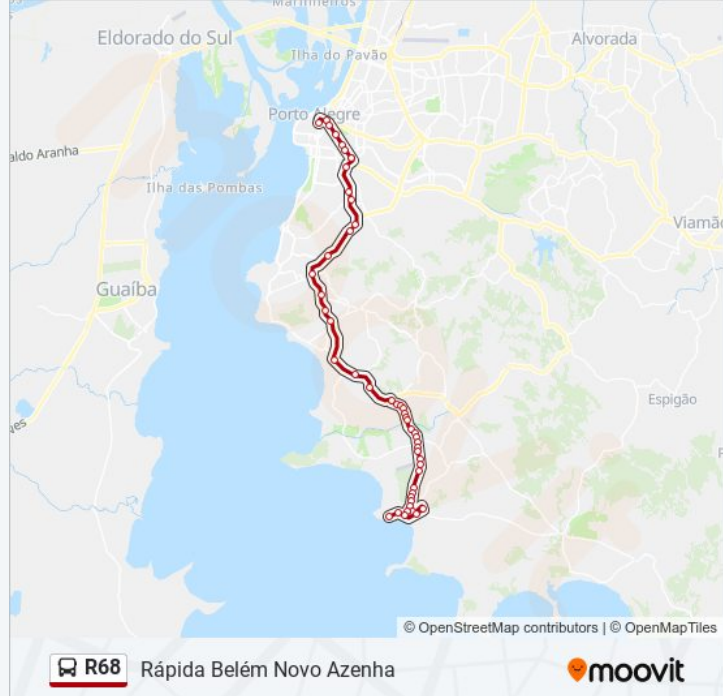 Marinheiros
Eldorado do Sul
Ilha do Pavão
Alvorada
Porto Alegre
aldo Aranha
Ilha das Pombas
Viamão
Guaíba
Espigão
ves
© OpenStreetMap contributors | © OpenMapTiles
R68 Rápida Belém Novo Azenha
moovit